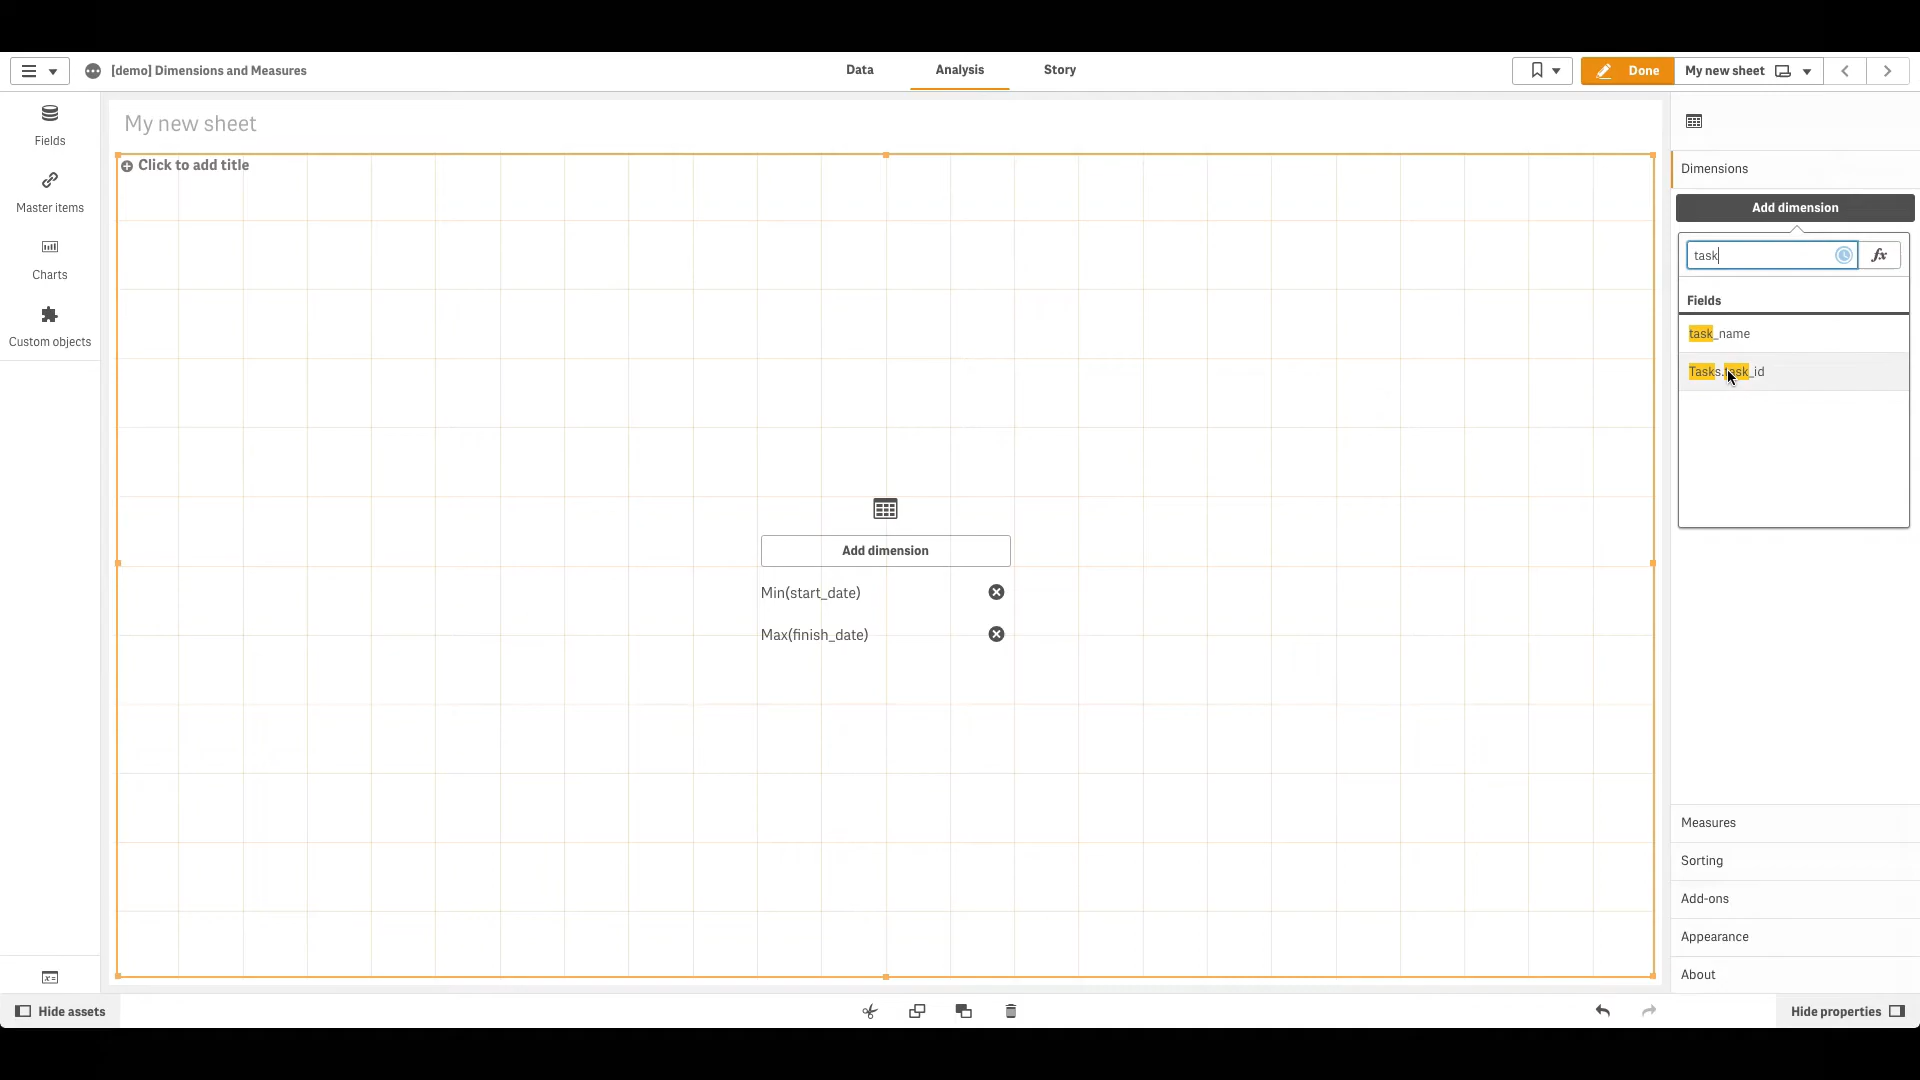 [demo] Dimensions and Measures
Data
Analysis
Story
Done
My new sheet
Fields
Master items
Charts
Custom objects
My new sheet
Click to add title
Add dimension
Min(start_date)
Max(finish_date)
Dimensions
Add dimension
task
fx
Fields
task_name
Tasks.task_id
Measures
Sorting
Add-ons
Appearance
About
Hide assets
Hide properties